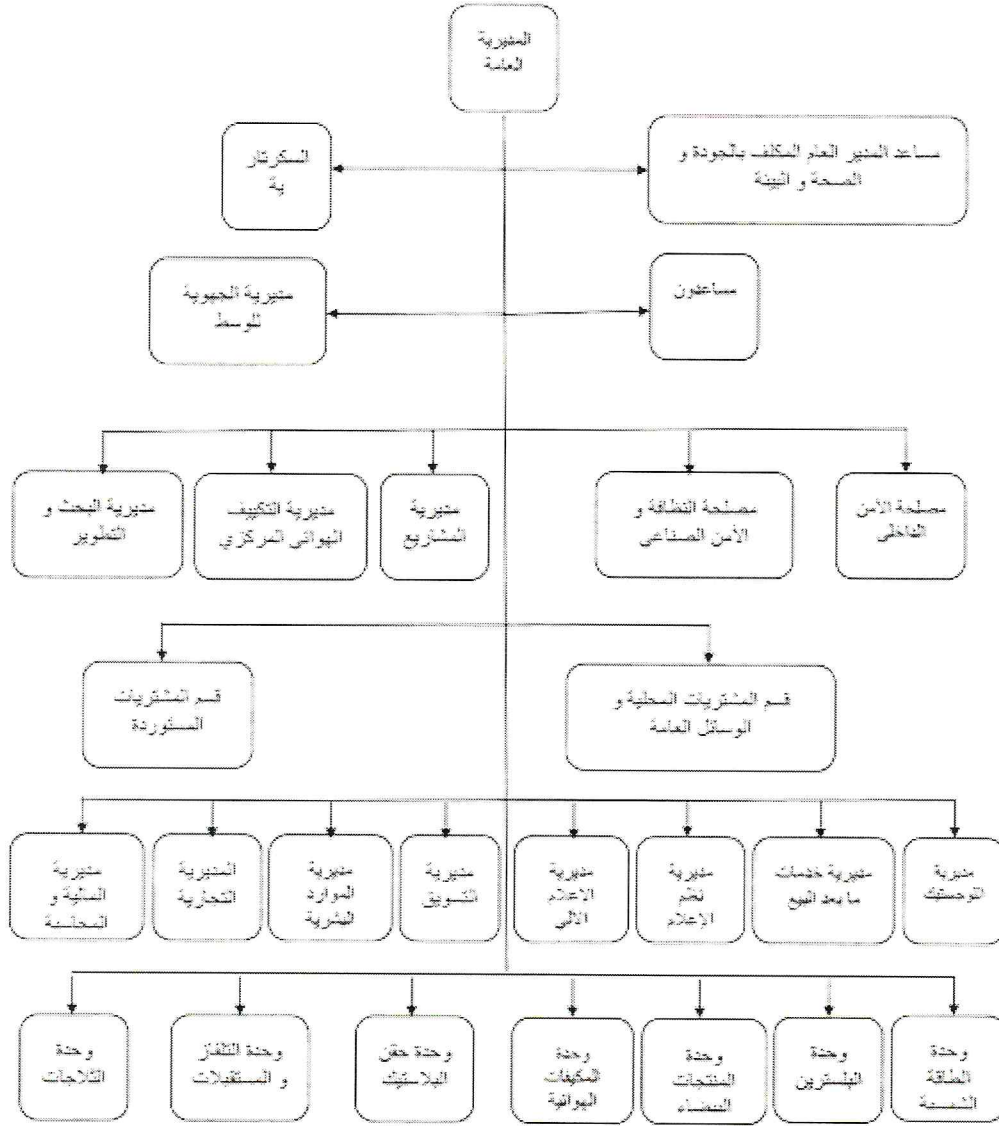 المديرية
العامة
مساعد المدير العام المكلف بالجودة و
الصحة و البيئة
السكرتار
ية
مساعدون
مديرية الجهوية
للوسط
مصلحة الأمن
الداخلي
مصلحة النظافة و
الأمن الصناعي
مديرية
المشاريع
مديرية التكييف
الهوائي المركزي
مديرية البحث و
التطوير
قسم المشتريات المحلية و
الوسائل العامة
قسم المشتريات
المستوردة
مديرية
اللوجستيك
مديرية خدمات
ما بعد البيع
مديرية
نظم
الإعلام
مديرية
الاعلام
الالي
مديرية
التسويق
مديرية
الموارد
البشرية
المديرية
التجارية
مديرية
المالية و
المحاسبة
وحدة
الطاقة
الشمسية
وحدة
البلسترين
وحدة
المنتجات
البيضاء
وحدة
المكيفات
الهوائية
وحدة حقن
البلاستيك
وحدة التلفاز
و المستقبلات
وحدة
الثلاجات